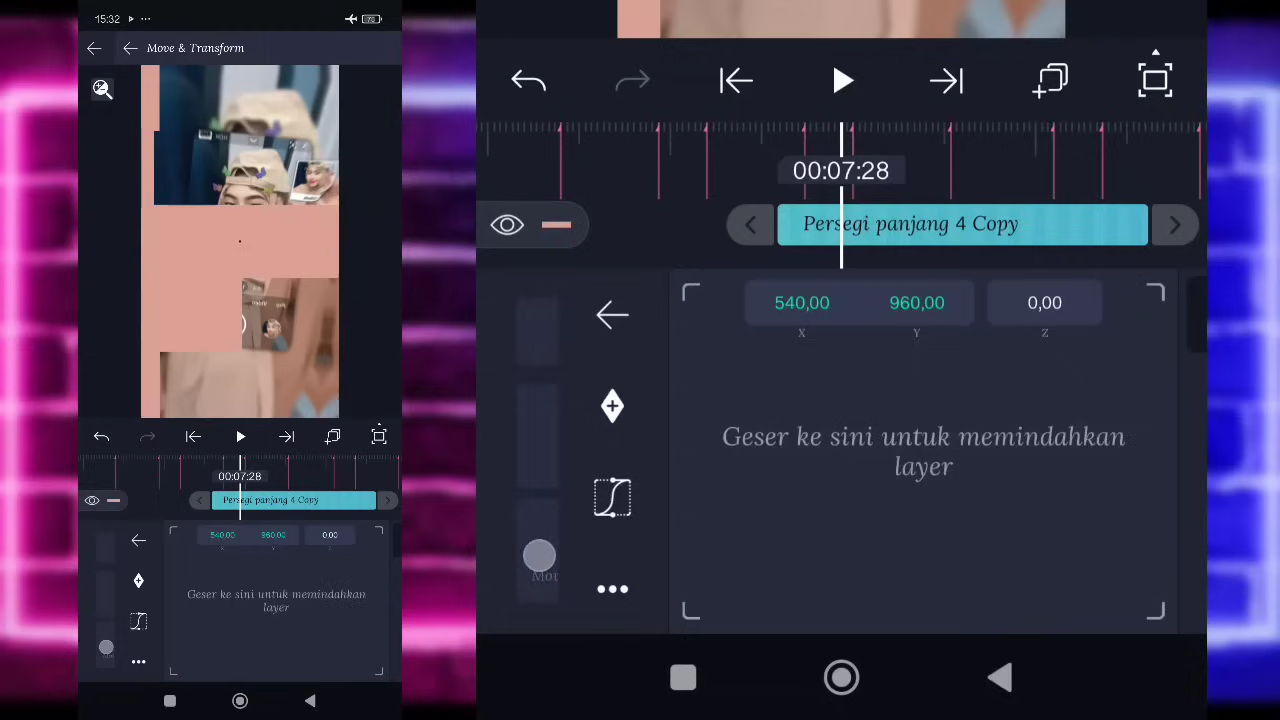 15:32
73
Move & Transform
00:07:28
Persegi panjang 4 Copy
540,00 960,00 0,00
Geser ke sini untuk memindahkan
layer
00:07:28
Persegi panjang 4 Copy
540,00 960,00 0,00
X Y Z
Geser ke sini untuk memindahkan
layer